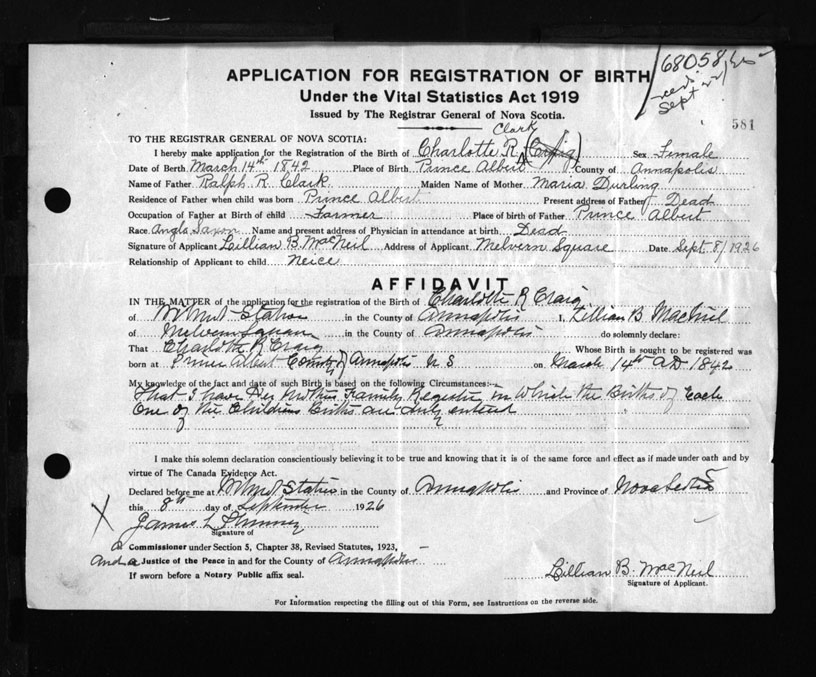 APPLICATION FOR REGISTRATION OF BIRTH
68058
Under the Vital Statistics Act 1919
Sept
Issued by The Registrar General of Nova Scotia.
581
Clark
TO THE REGISTRAR GENERAL OF NOVA SCOTIA:
I hereby make application for the Registration of the Birth of Charlotte R (Craig) Sex Female
Date of Berth March 14th 1842 Place of Birth Prince Albert County of Annapolis
Name of Father Ralph R. Clark Maiden Name of Mother Maria Durling
Residence of Father when child was born Prince Albert Present address of Father Dead
Occupation of Father at Birth of child Farmer Place of birth of Father Prince Albert
Race Anglo Saxon Name and present address of Physician in attendance at birth Dead
Signature of Applicant Lillian B. MacNeil Address of Applicant Melvern Square Date Sept 8/1926
Relationship of Applicant to child Neice
AFFIDAVIT
IN THE MATTER of the application for the registration of the Birth of Charlotte R Craig
of Wilmot Station in the County of Annapolis I, Lillian B MacNeil
of Melvern Square in the County of Annapolis do solemnly declare:
That Charlotte R Craig Whose Birth is sought to be registered was
born at Prince Albert County of Annapolis N S on March 14th AD 1842
My knowledge of the fact and date of such Birth is based on the following Circumstances:-
That I have Her Mothers Family Register in Which the Births of Each
One of the Childrens Births are duly entered
I make this solemn declaration conscientiously believing it to be true and knowing that it is of the same force and effect as if made under oath and by
virtue of The Canada Evidence Act.
Declared before me at Wilmot Station in the County of Annapolis and Province of Nova Scotia
this 8th day of September 1926
X James L
Signature of
a Commissioner under Section 5, Chapter 38, Revised Statutes, 1923,
and a Justice of the Peace in and for the County of Annapolis
If sworn before a Notary Public affix seal.
Lillian B. MacNeil
Signature of Applicant.
For Information respecting the filling out of this Form, see Instructions on the reverse side.